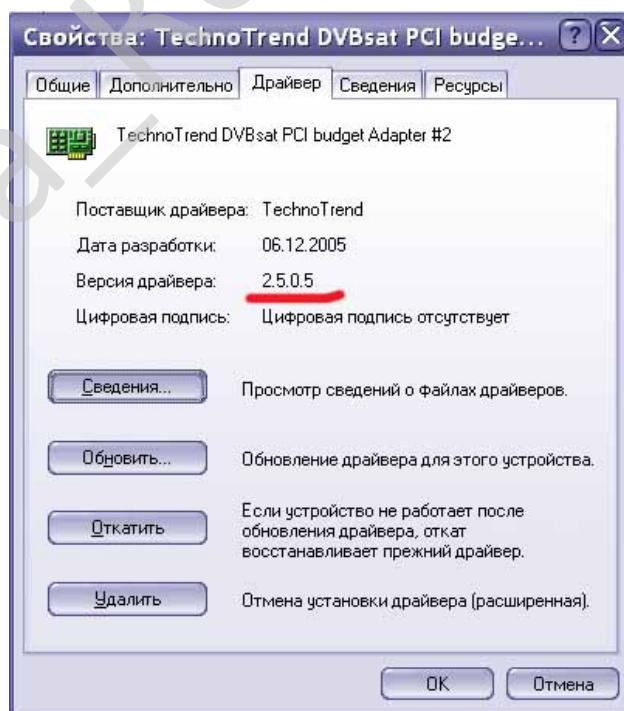 Свойства: TechnoTrend DVBsat PCI budge...
Общие Дополнительно Драйвер Сведения Ресурсы
TechnoTrend DVBsat PCI budget Adapter #2
Поставщик драйвера: TechnoTrend
Дата разработки: 06.12.2005
Версия драйвера: 2.5.0.5
Цифровая подпись: Цифровая подпись отсутствует
Сведения... Просмотр сведений о файлах драйверов.
Обновить... Обновление драйвера для этого устройства.
Откатить Если устройство не работает после
обновления драйвера, откат
восстанавливает прежний драйвер.
Удалить Отмена установки драйвера (расширенная).
OK Отмена